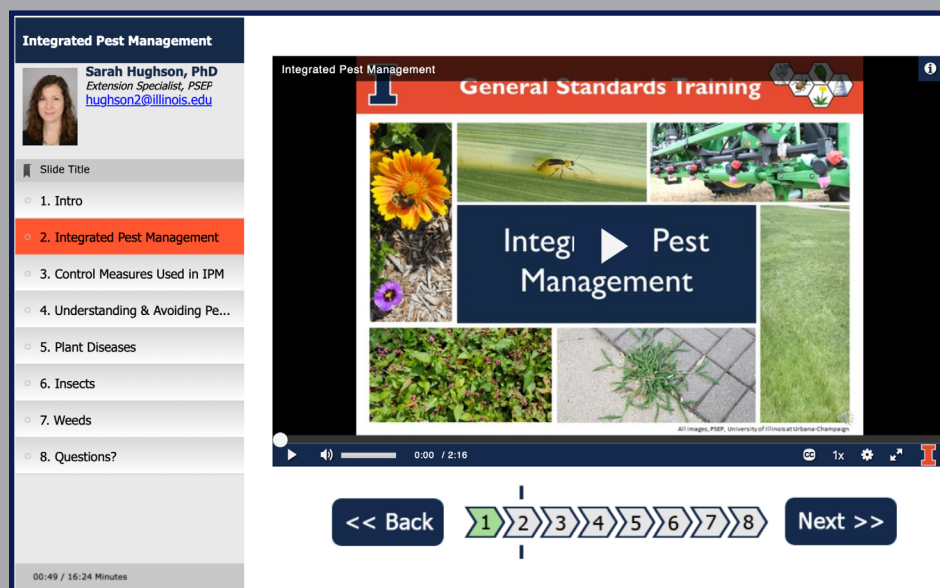 Integrated Pest Management
Sarah Hughson, PhD
Extension Specialist, PSEP
hughson2@illinois.edu
Slide Title
1. Intro
2. Integrated Pest Management
3. Control Measures Used in IPM
4. Understanding & Avoiding Pe...
5. Plant Diseases
6. Insects
7. Weeds
8. Questions?
00:49 / 16:24 Minutes
Integrated Pest Management
General Standards Training
Pest
Management
All images, PSEP, University of Illinois at Urbana-Champaign
0:00 / 2:16
CC 1x
<< Back
1 2 3 4 5 6 7 8
Next >>